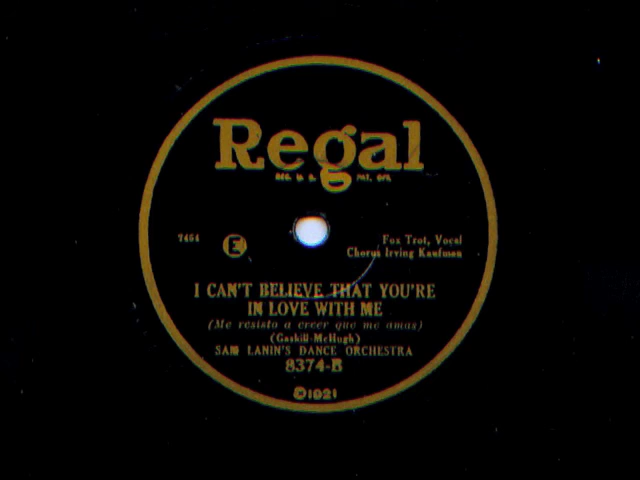 Regal
REG. U. S. PAT. OFF.
7454 E Fox Trot, Vocal
Chorus Irving Kaufman
I CAN'T BELIEVE THAT YOU'RE
IN LOVE WITH ME
(Me resisto a creer que me amas)
(Gaskill-McHugh)
SAM LANIN'S DANCE ORCHESTRA
8374-B
©1921